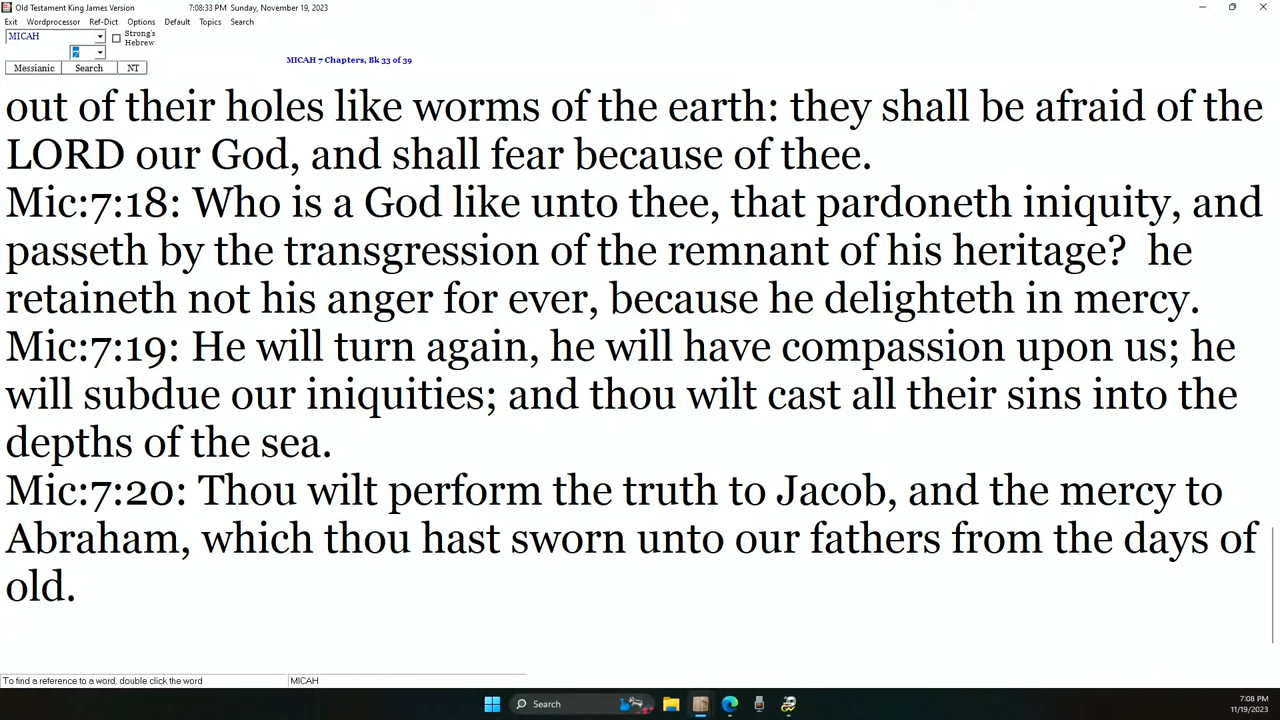 Old Testament King James Version 7:08:33 PM Sunday, November 19, 2023
Exit Wordprocessor Ref-Dict Options Default Topics Search
MICAH Strong's Hebrew
7
MICAH 7 Chapters, Bk 33 of 39
Messianic Search NT
out of their holes like worms of the earth: they shall be afraid of the
LORD our God, and shall fear because of thee.
Mic:7:18: Who is a God like unto thee, that pardoneth iniquity, and
passeth by the transgression of the remnant of his heritage?  he
retaineth not his anger for ever, because he delighteth in mercy.
Mic:7:19: He will turn again, he will have compassion upon us; he
will subdue our iniquities; and thou wilt cast all their sins into the
depths of the sea.
Mic:7:20: Thou wilt perform the truth to Jacob, and the mercy to
Abraham, which thou hast sworn unto our fathers from the days of
old.
To find a reference to a word, double click the word MICAH
Search
7:08 PM
11/19/2023